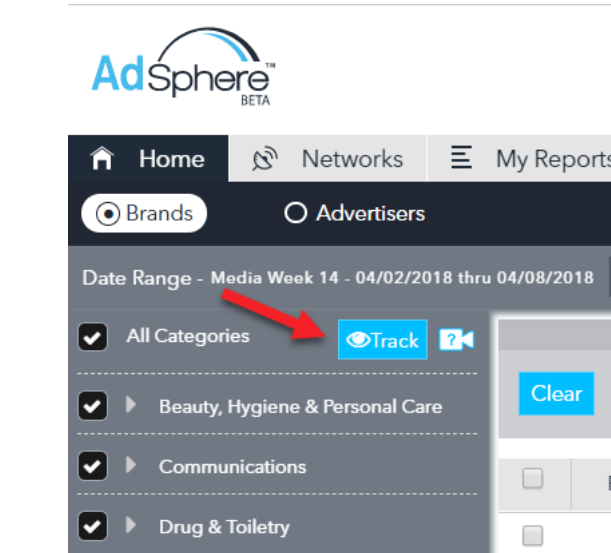 AdSphere™
BETA
Home Networks My Reports
Brands Advertisers
Date Range - Media Week 14 - 04/02/2018 thru 04/08/2018
All Categories Track ?
Clear
Beauty, Hygiene & Personal Care
Communications
Drug & Toiletry